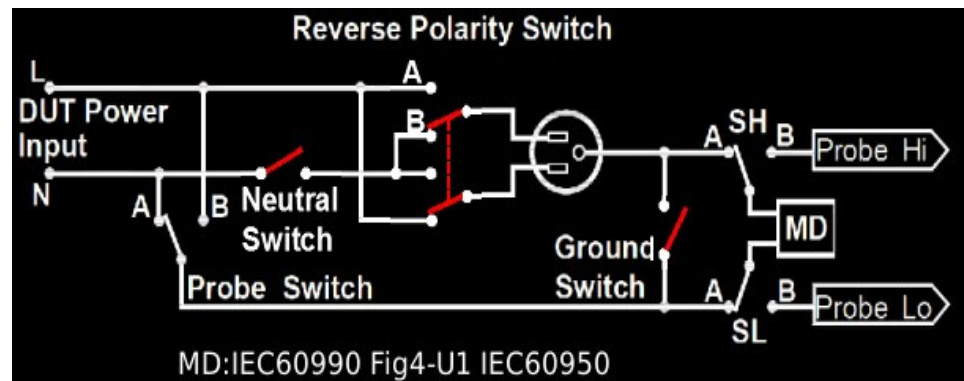 Reverse Polarity Switch
L
A
DUT Power
Input
B
SH
A
B
Probe Hi
N
A
B
Neutral
Switch
MD
Ground
Switch
Probe Switch
A
B
Probe Lo
SL
MD:IEC60990 Fig4-U1 IEC60950